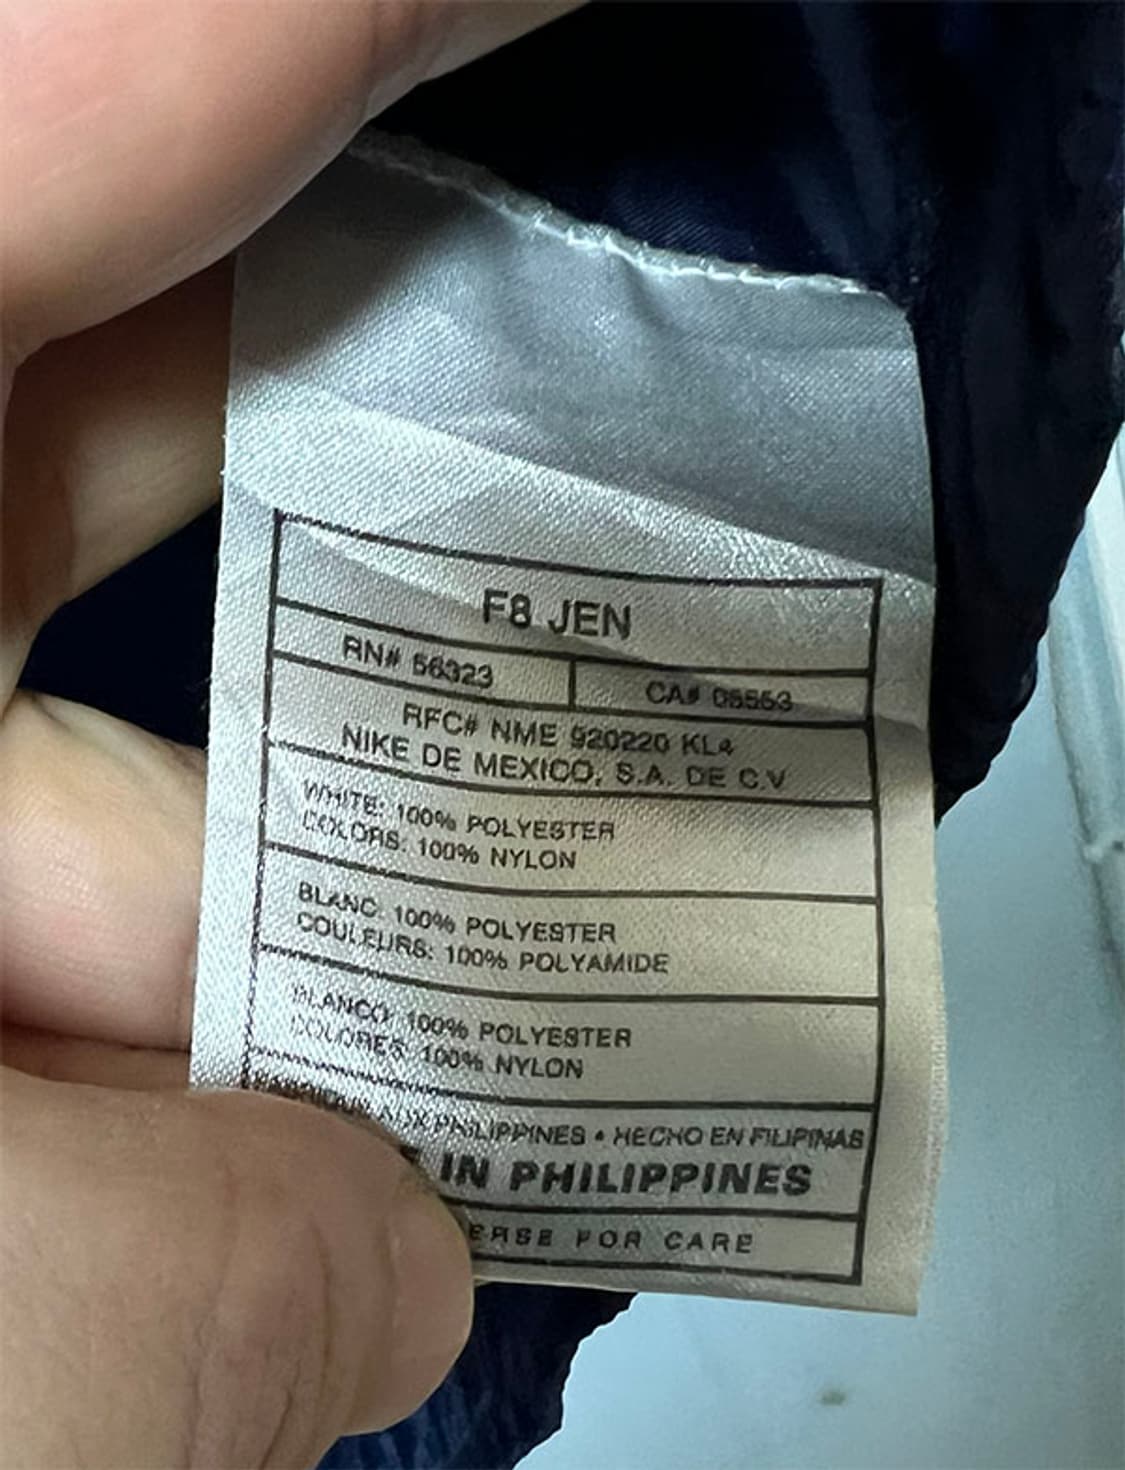 F8 JEN
RN# 56323 CA# 05553
RFC# NME 920220 KL4
NIKE DE MEXICO, S.A. DE C.V
WHITE: 100% POLYESTER
COLORS: 100% NYLON
BLANC: 100% POLYESTER
COULEURS: 100% POLYAMIDE
BLANCO: 100% POLYESTER
COLORES: 100% NYLON
AUX PHILIPPINES • HECHO EN FILIPINAS
IN PHILIPPINES
FOR CARE